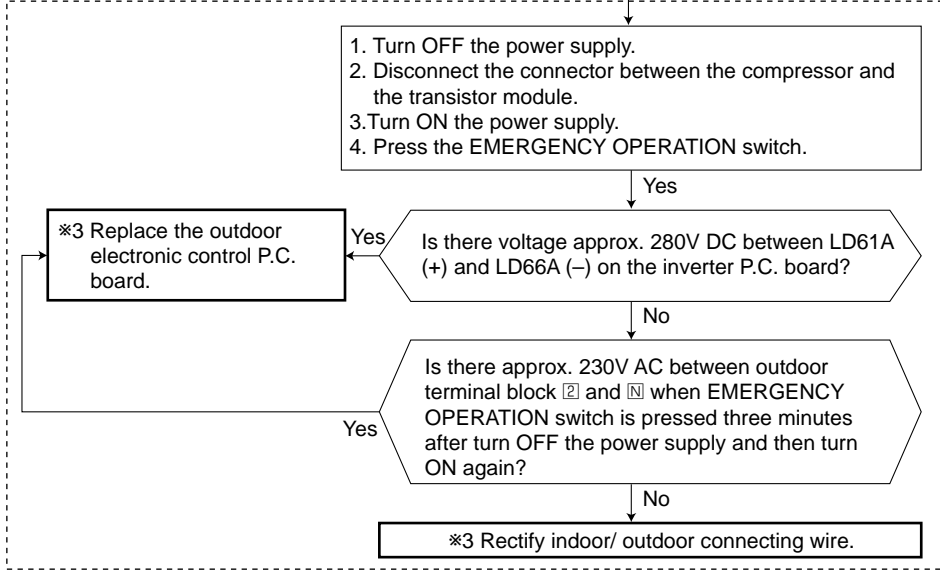 1. Turn OFF the power supply.
2. Disconnect the connector between the compressor and
the transistor module.
3.Turn ON the power supply.
4. Press the EMERGENCY OPERATION switch.
Yes
※3 Replace the outdoor
electronic control P.C.
board.
Yes
Is there voltage approx. 280V DC between LD61A
(+) and LD66A (–) on the inverter P.C. board?
No
Is there approx. 230V AC between outdoor
terminal block 2 and N when EMERGENCY
OPERATION switch is pressed three minutes
after turn OFF the power supply and then turn
ON again?
Yes
No
※3 Rectify indoor/ outdoor connecting wire.